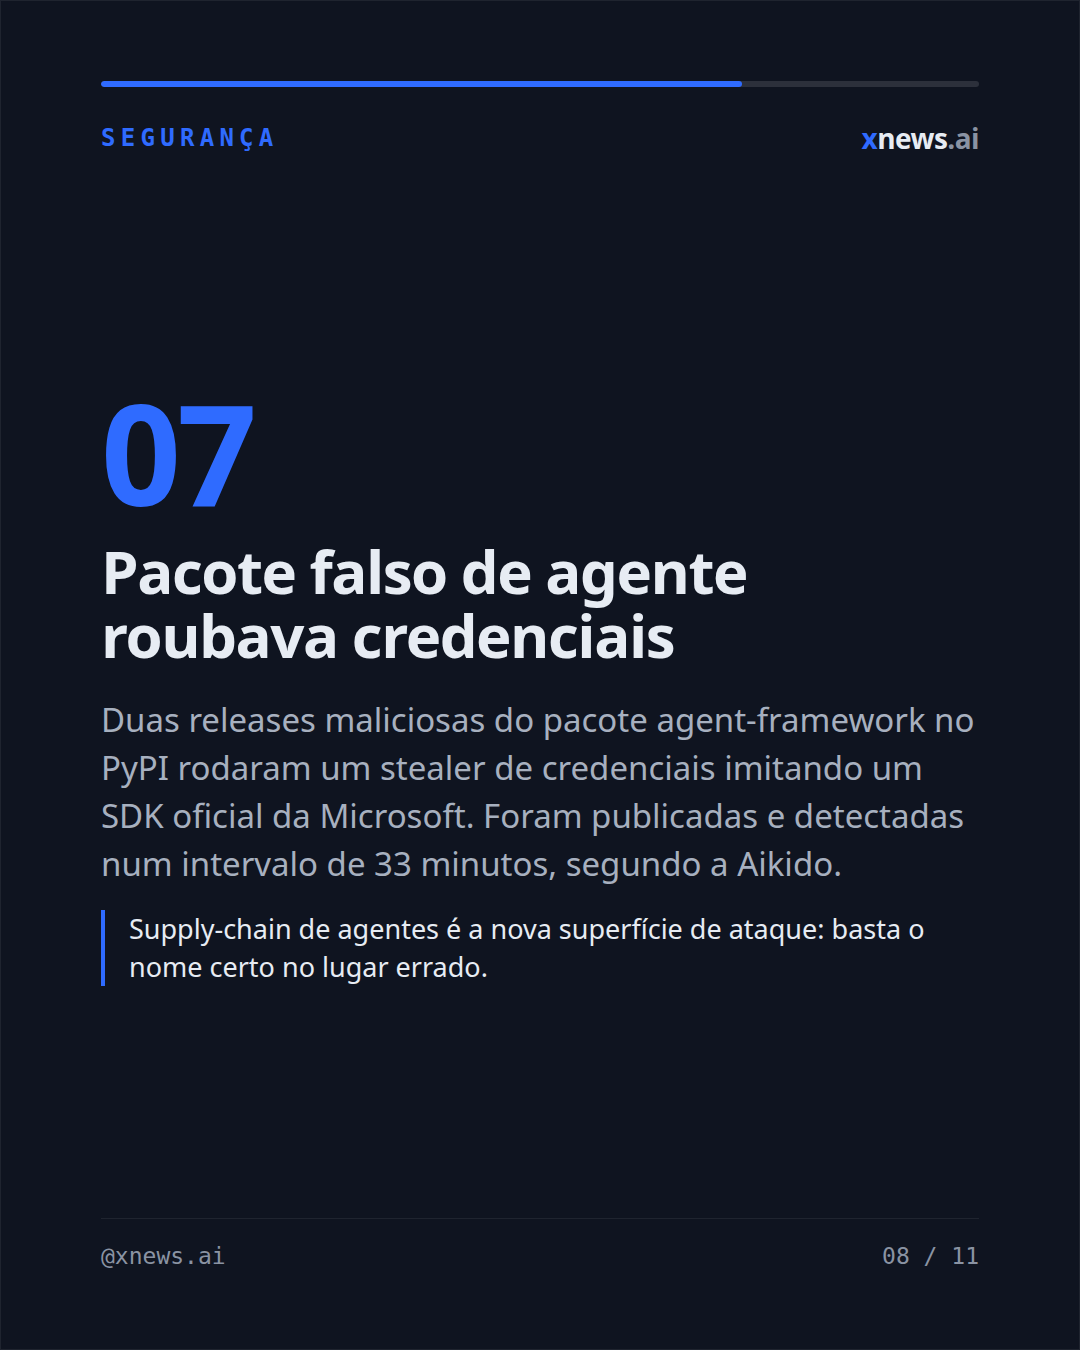 SEGURANÇA
xnews.ai
07
Pacote falso de agente
roubava credenciais
Duas releases maliciosas do pacote agent-framework no
PyPI rodaram um stealer de credenciais imitando um
SDK oficial da Microsoft. Foram publicadas e detectadas
num intervalo de 33 minutos, segundo a Aikido.
Supply-chain de agentes é a nova superfície de ataque: basta o
nome certo no lugar errado.
@xnews.ai
08 / 11